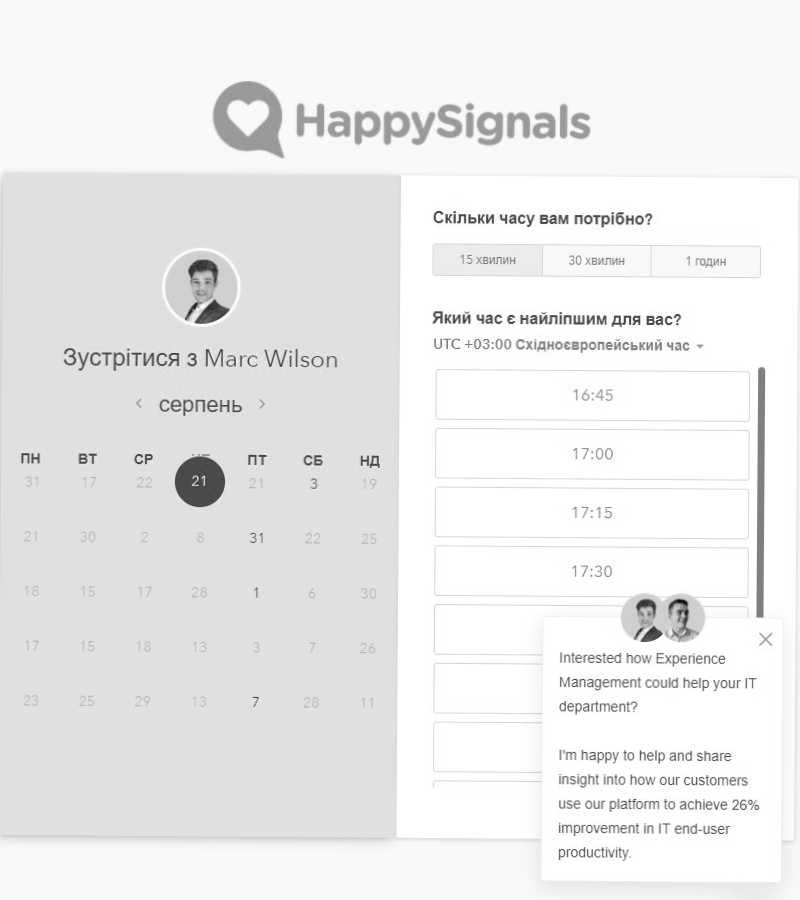 HappySignals
Зустрітися з Marc Wilson
серпень
ПН ВТ СР ПТ СБ НД
31 17 22 21 21 3 19
21 30 2 8 31 22 25
18 15 17 28 1 6 30
17 15 18 13 3 7 26
23 25 29 13 7 28 11
Скільки часу вам потрібно?
15 хвилин 30 хвилин 1 годин
Який час є найліпшим для вас?
UTC +03:00 Східноєвропейський час
16:45
17:00
17:15
17:30
Interested how Experience
Management could help your IT
department?
I'm happy to help and share
insight into how our customers
use our platform to achieve 26%
improvement in IT end-user
productivity.